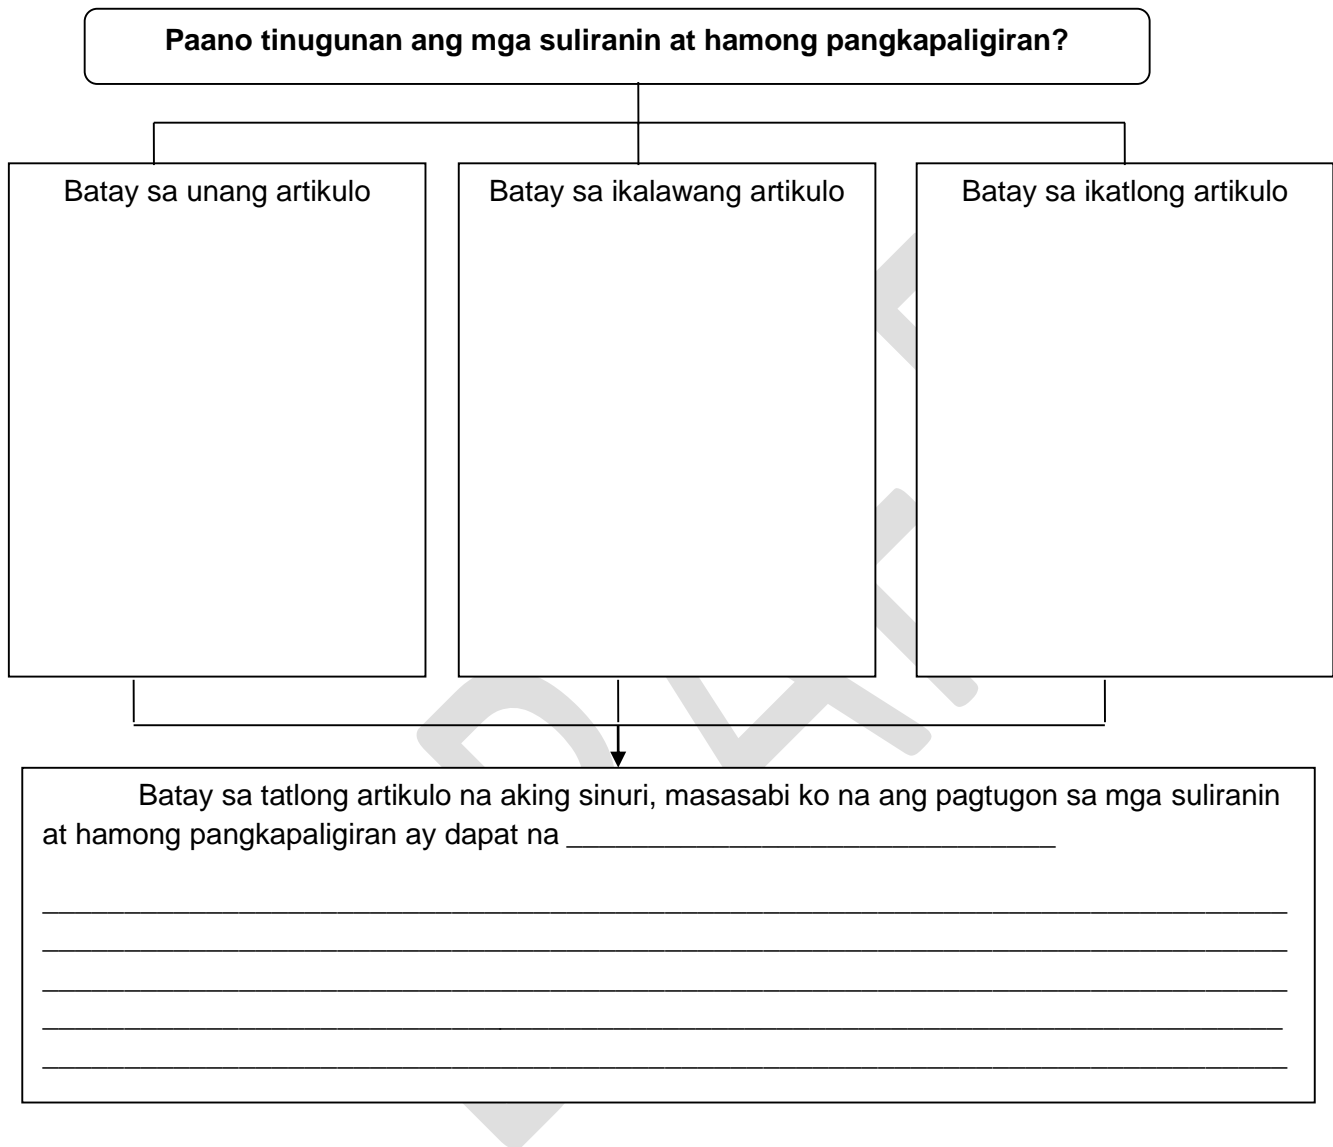 Paano tinugunan ang mga suliranin at hamong pangkapaligiran?
Batay sa unang artikulo
Batay sa ikalawang artikulo
Batay sa ikatlong artikulo
Batay sa tatlong artikulo na aking sinuri, masasabi ko na ang pagtugon sa mga suliranin
at hamong pangkapaligiran ay dapat na ______________________________